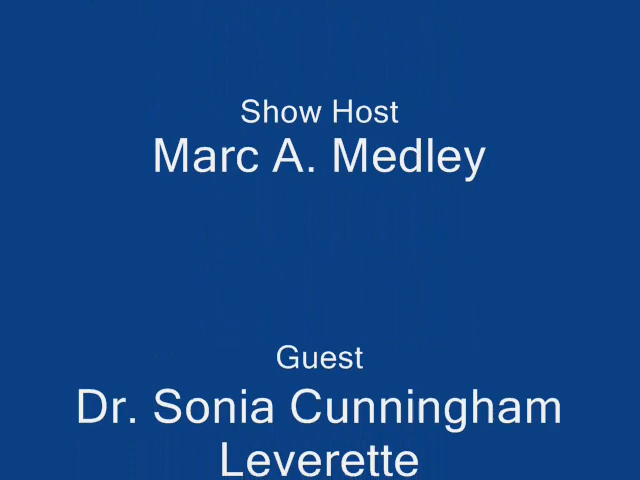 Show Host
Marc A. Medley
Guest
Dr. Sonia Cunningham
Leverette